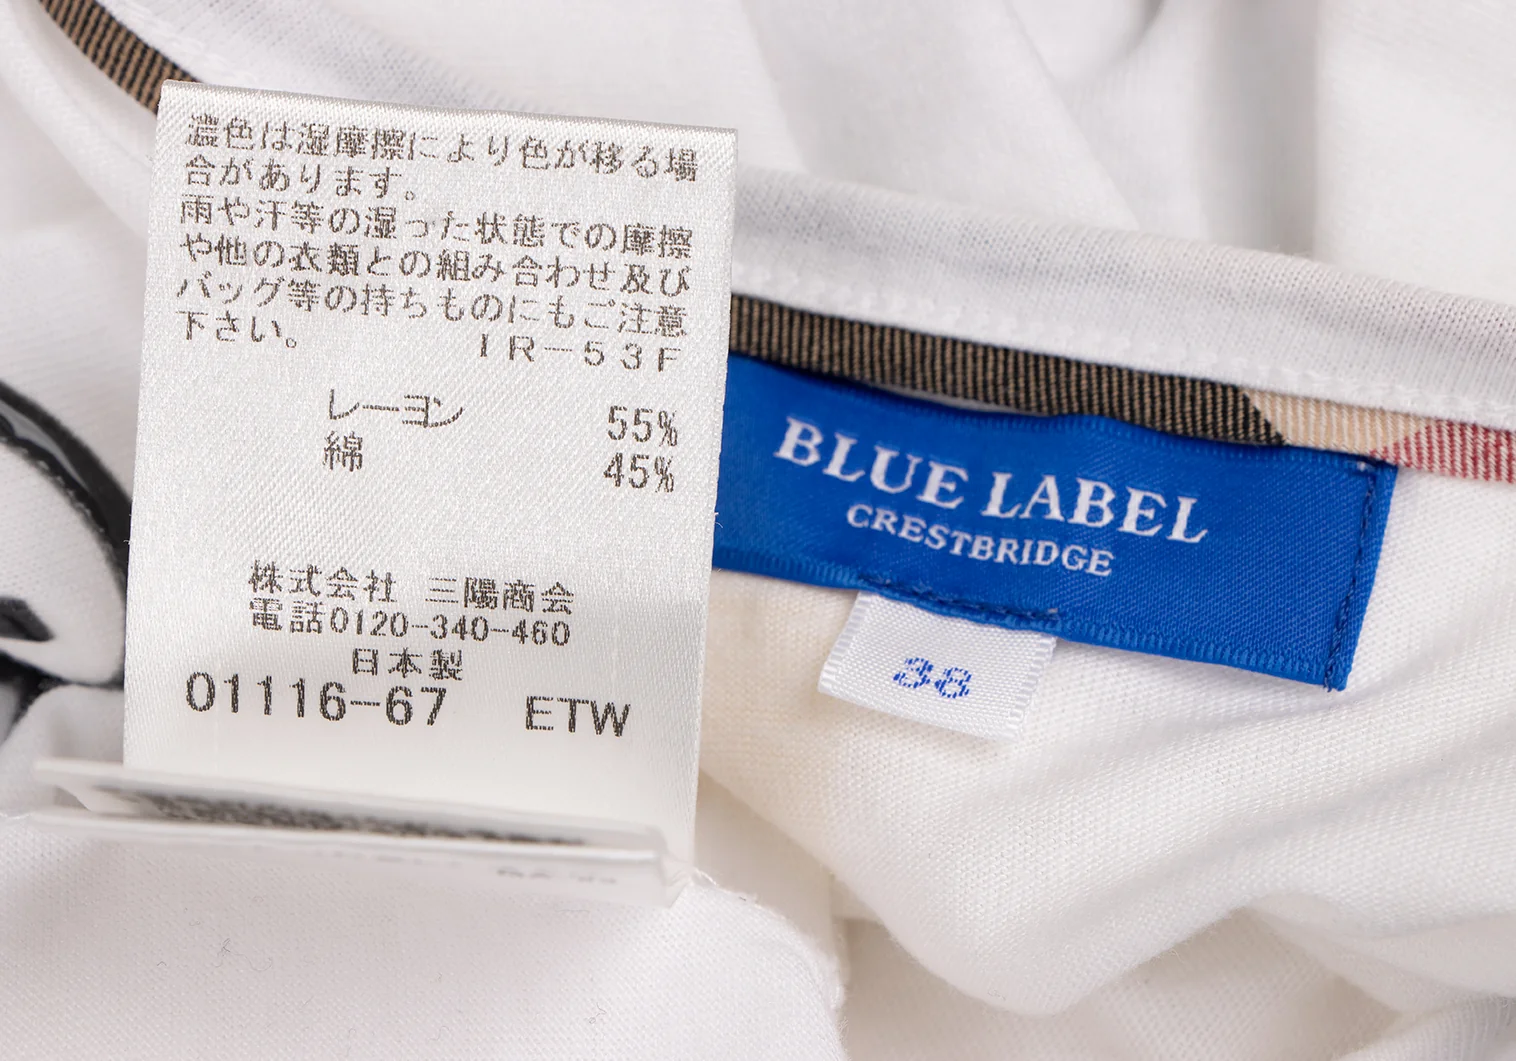 濃色は湿摩擦により色が移る場
合があります。
雨や汗等の湿った状態での摩擦
や他の衣類との組み合わせ及び
バッグ等の持ちものにもご注意
下さい。 IR-53F
レーヨン 55%
綿 45%
株式会社 三陽商会
電話0120-340-460
日本製
01116-67 ETW
BLUE LABEL
CRESTBRIDGE
38